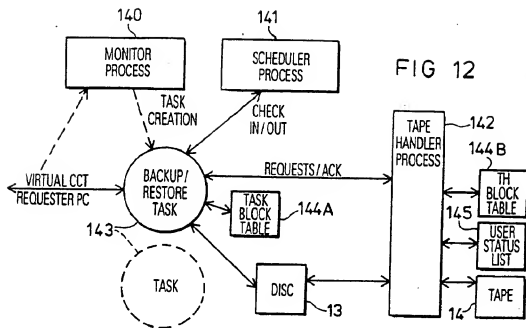 140
141
MONITOR
PROCESS
SCHEDULER
PROCESS
FIG 12
TASK
CREATION
CHECK
IN/OUT
142
TAPE
HANDLER
PROCESS
144B
VIRTUAL CCT
REQUESTER PC
BACKUP/
RESTORE
TASK
REQUESTS/ACK
TH BLOCK
TABLE
143
TASK
BLOCK
TABLE
144A
145
USER
STATUS
LIST
TASK
DISC
13
TAPE
14